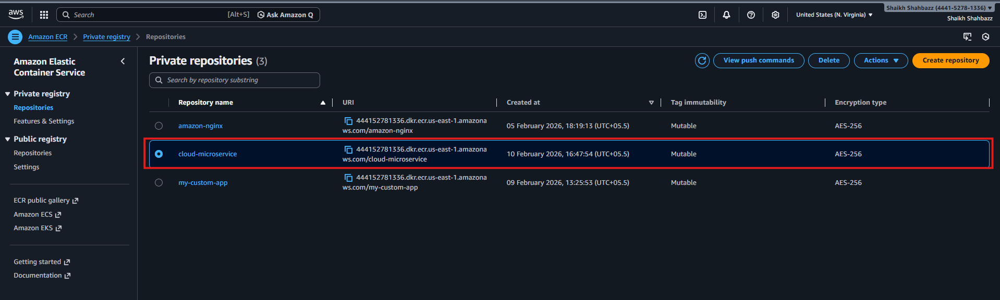 aws
Search [Alt+S] Ask Amazon Q
United States (N. Virginia)
Shaikh Shahbazz (4441-5278-1336)
Shaikh Shahbazz
Amazon ECR
Private registry
Repositories
Amazon Elastic
Container Service
Private registry
Repositories
Features & Settings
Public registry
Repositories
Settings
ECR public gallery
Amazon ECS
Amazon EKS
Getting started
Documentation
Private repositories (3)
View push commands
Delete
Actions
Create repository
Search by repository substring
Repository name
URI
Created at
Tag immutability
Encryption type
amazon-nginx
444152781336.dkr.ecr.us-east-1.amazona
ws.com/amazon-nginx
05 February 2026, 18:19:13 (UTC+05.5)
Mutable
AES-256
cloud-microservice
444152781336.dkr.ecr.us-east-1.amazona
ws.com/cloud-microservice
10 February 2026, 16:47:54 (UTC+05.5)
Mutable
AES-256
my-custom-app
444152781336.dkr.ecr.us-east-1.amazona
ws.com/my-custom-app
09 February 2026, 13:25:53 (UTC+05.5)
Mutable
AES-256